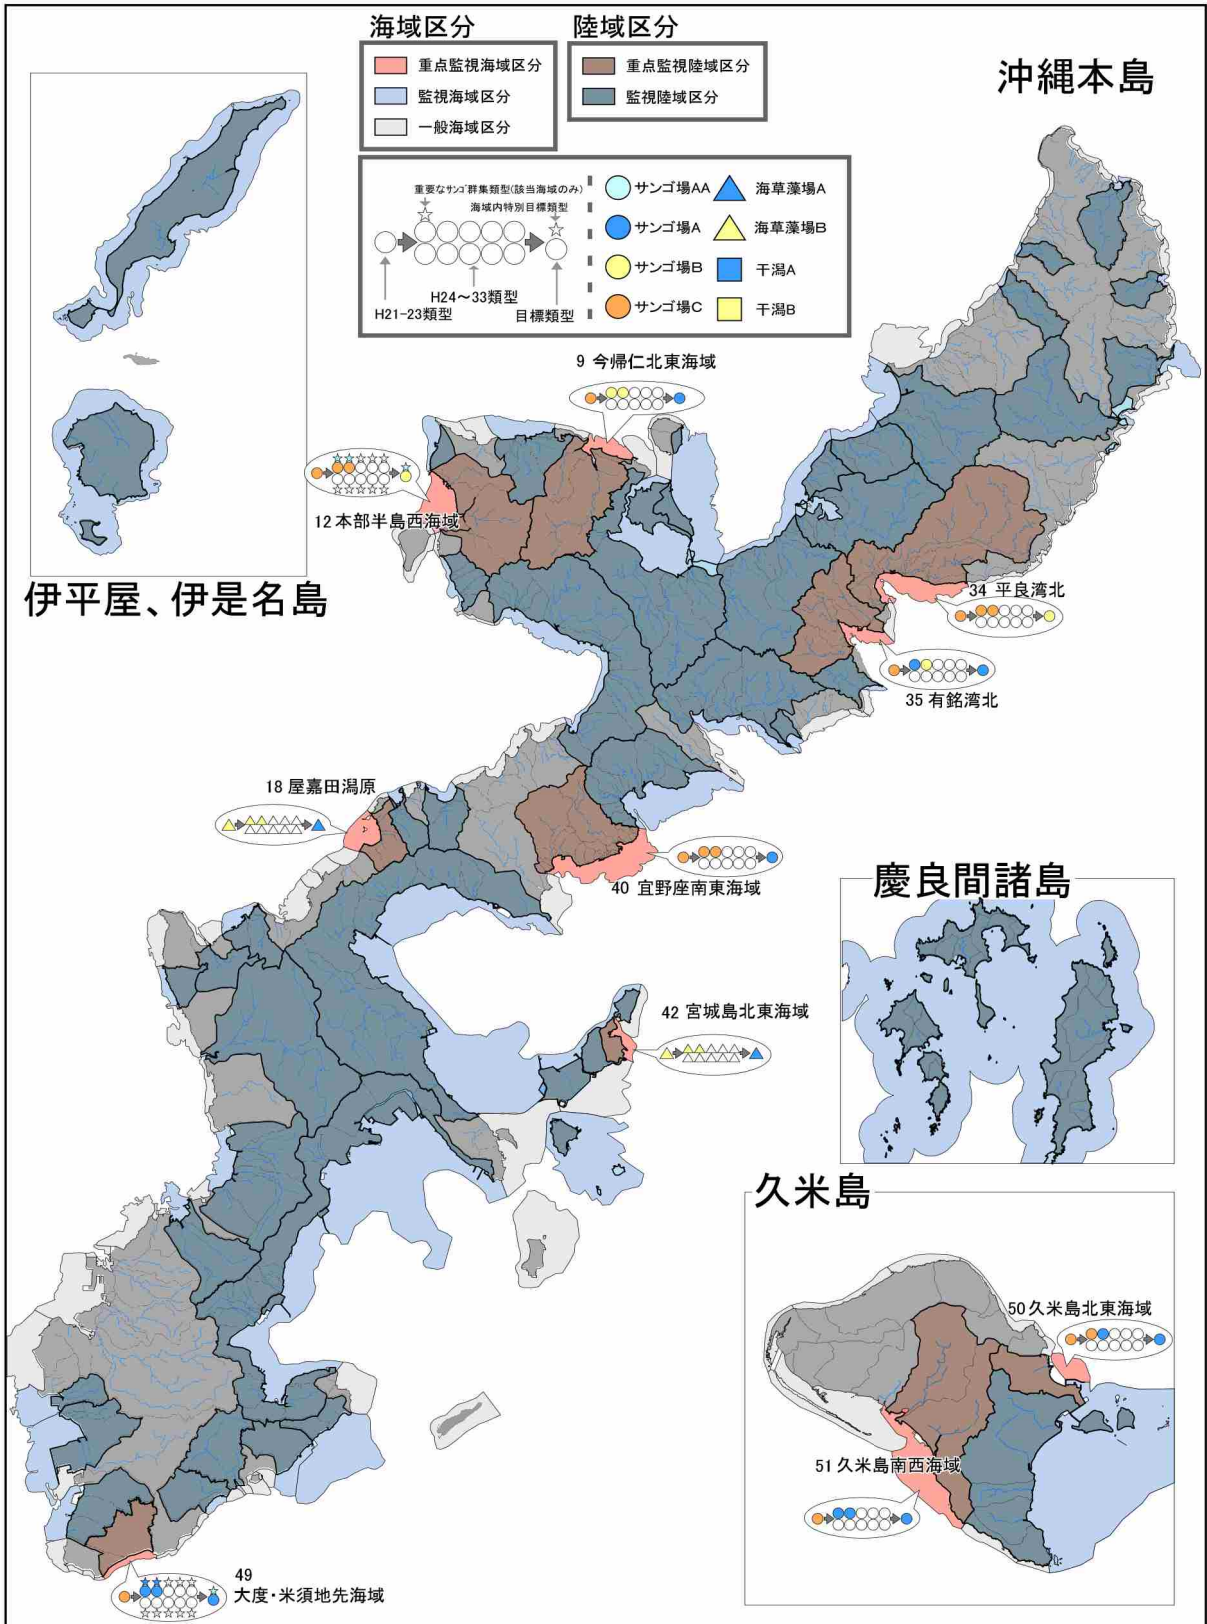 海域区分
重点監視海域区分
監視海域区分
一般海域区分
陸域区分
重点監視陸域区分
監視陸域区分
沖縄本島
重要なサンゴ群集類型(該当海域のみ)
海域内特別目標類型
H24～33類型
H21-23類型
目標類型
サンゴ場AA
サンゴ場A
サンゴ場B
サンゴ場C
海草藻場A
海草藻場B
干潟A
干潟B
9 今帰仁北東海域
12 本部半島西海域
伊平屋、伊是名島
34 平良湾北
35 有銘湾北
18 屋嘉田潟原
40 宜野座南東海域
慶良間諸島
42 宮城島北東海域
久米島
50 久米島北東海域
51 久米島南西海域
49
大度・米須地先海域